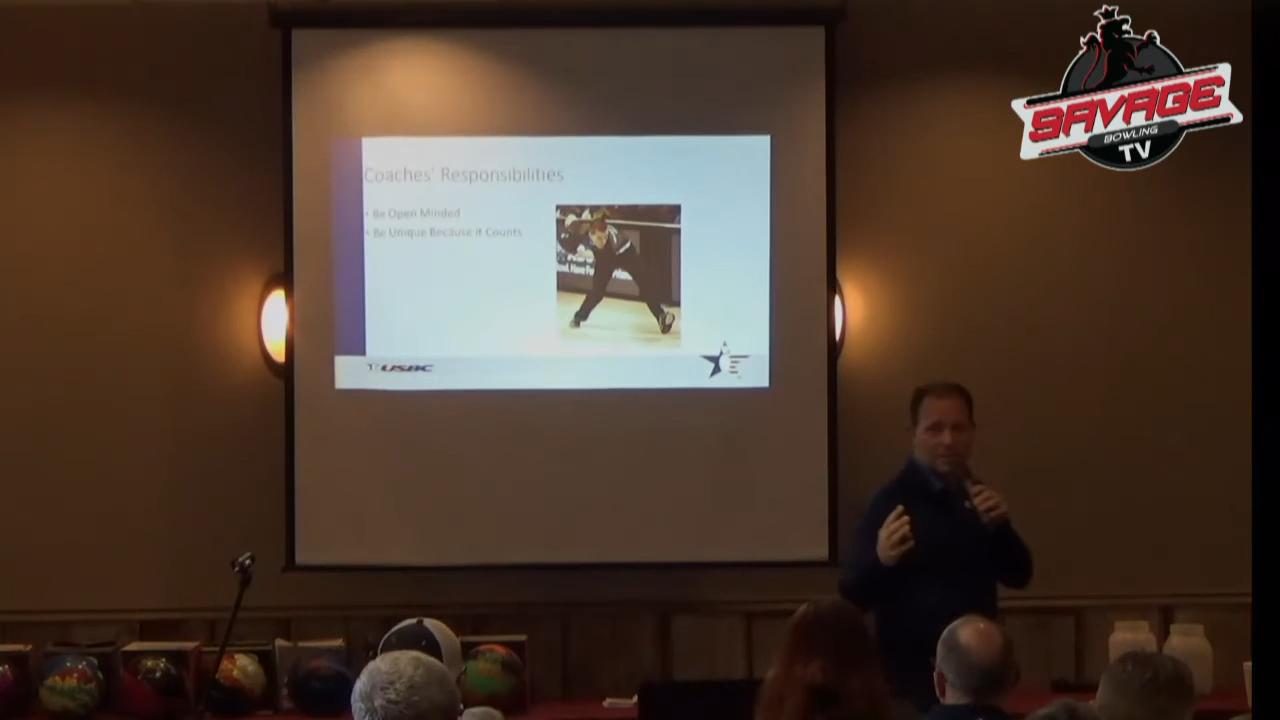 SAVAGE
BOWLING
TV
Coaches' Responsibilities
• Be Open Minded
• Be Unique Because it Counts
USBC